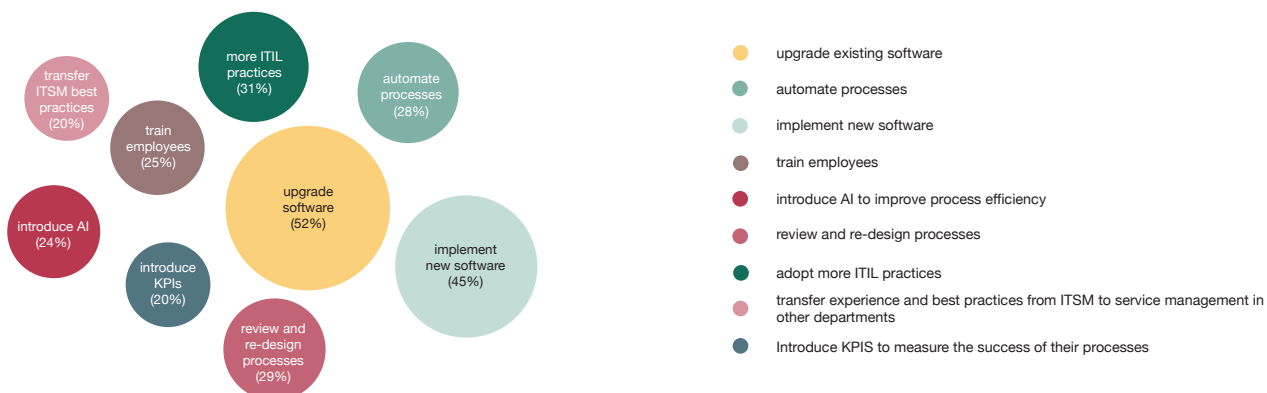 more ITIL
practices
(31%)
transfer
ITSM best
practices
(20%)
automate
processes
(28%)
train
employees
(25%)
upgrade
software
(52%)
introduce AI
(24%)
implement
new software
(45%)
introduce
KPIs
(20%)
review and
re-design
processes
(29%)
upgrade existing software
automate processes
implement new software
train employees
introduce AI to improve process efficiency
review and re-design processes
adopt more ITIL practices
transfer experience and best practices from ITSM to service management in
other departments
Introduce KPIS to measure the success of their processes